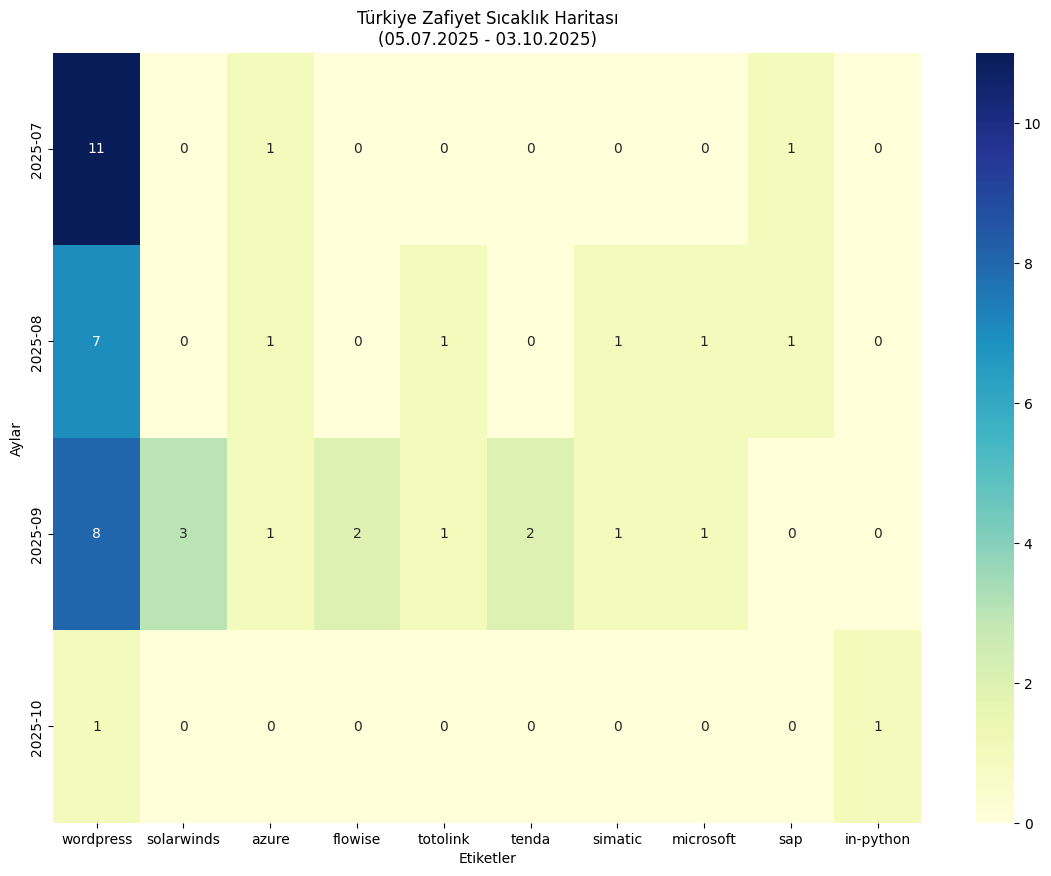 Türkiye Zafiyet Sıcaklık Haritası
(05.07.2025 - 03.10.2025)
Aylar
2025-07
11 0 1 0 0 0 0 0 1 0
2025-08
7 0 1 0 1 0 1 1 1 0
2025-09
8 3 1 2 1 2 1 1 0 0
2025-10
1 0 0 0 0 0 0 0 0 1
wordpress solarwinds azure flowise totolink tenda simatic microsoft sap in-python
Etiketler
10
8
6
4
2
0